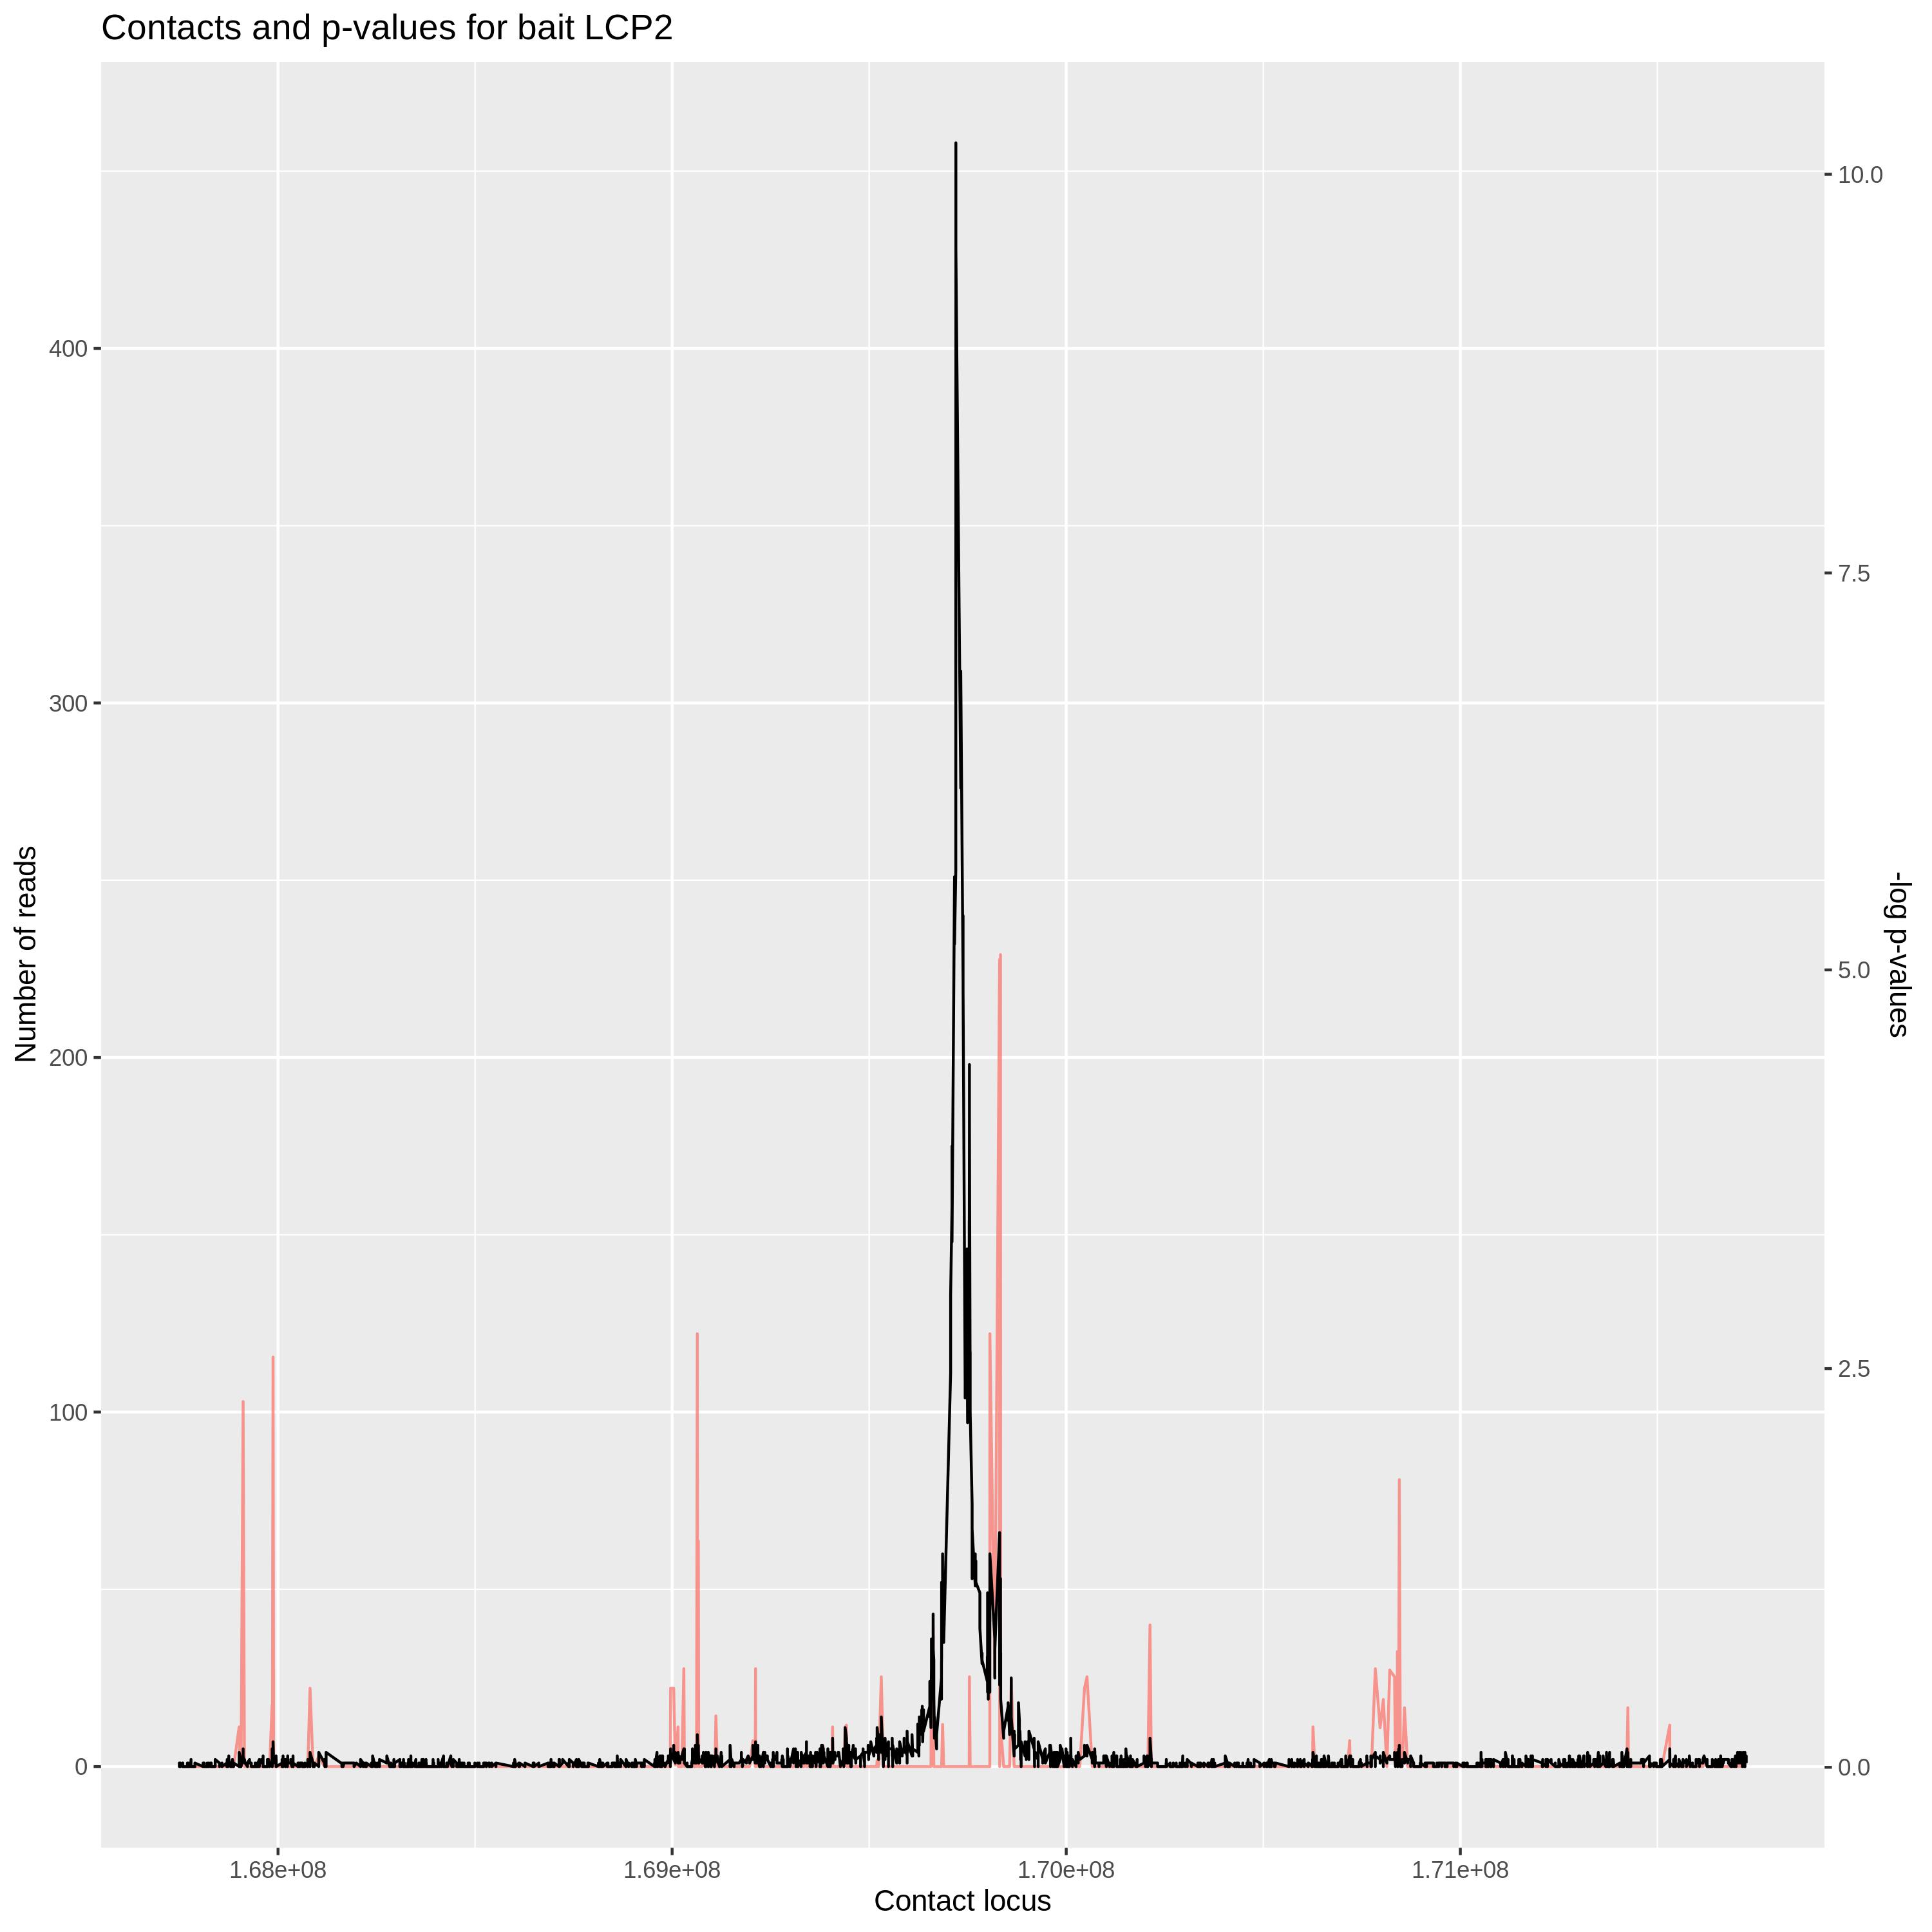 Contacts and p-values for bait LCP2
Number of reads
400
300
200
100
0
10.0
7.5
5.0
2.5
0.0
-log p-values
1.68e+08
1.69e+08
1.70e+08
1.71e+08
Contact locus